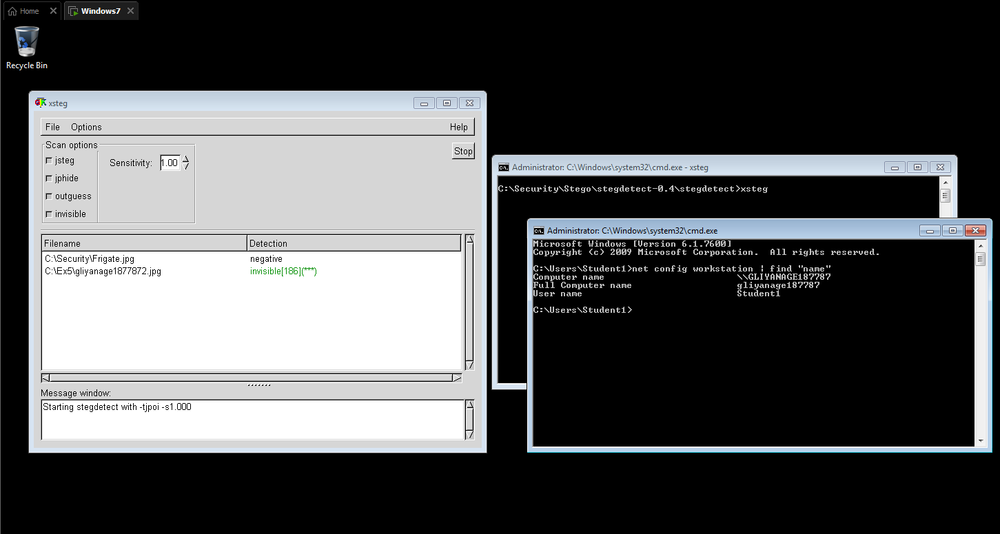 Home
Windows7
Recycle Bin
xsteg
File Options Help
Scan options
Stop
jsteg
Sensitivity: 1.00
jphide
outguess
invisible
Filename Detection
C:\Security\Frigate.jpg negative
C:\Ex5\gliyanage1877872.jpg invisible[186](***)
Message window:
Starting stegdetect with -tjpoi -s1.000
Administrator: C:\Windows\system32\cmd.exe - xsteg
C:\Security\Stego\stegdetect-0.4\stegdetect>xsteg
Administrator: C:\Windows\system32\cmd.exe
Microsoft Windows [Version 6.1.7600]
Copyright (c) 2009 Microsoft Corporation. All rights reserved.
C:\Users\Student1>net config workstation | find "name"
Computer name \\GLIYANAGE187787
Full Computer name gliyanage187787
User name Student1
C:\Users\Student1>